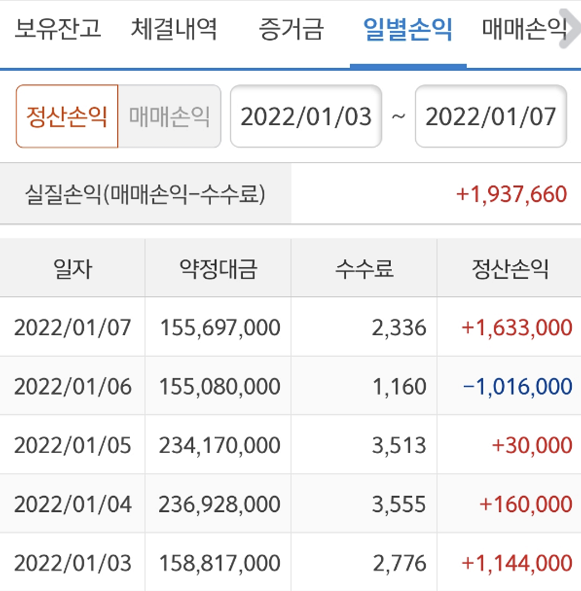 보유잔고 체결내역 증거금 일별손익 매매손익
정산손익 매매손익 2022/01/03 ~ 2022/01/07
실질손익(매매손익-수수료) +1,937,660
일자 약정대금 수수료 정산손익
2022/01/07 155,697,000 2,336 +1,633,000
2022/01/06 155,080,000 1,160 -1,016,000
2022/01/05 234,170,000 3,513 +30,000
2022/01/04 236,928,000 3,555 +160,000
2022/01/03 158,817,000 2,776 +1,144,000